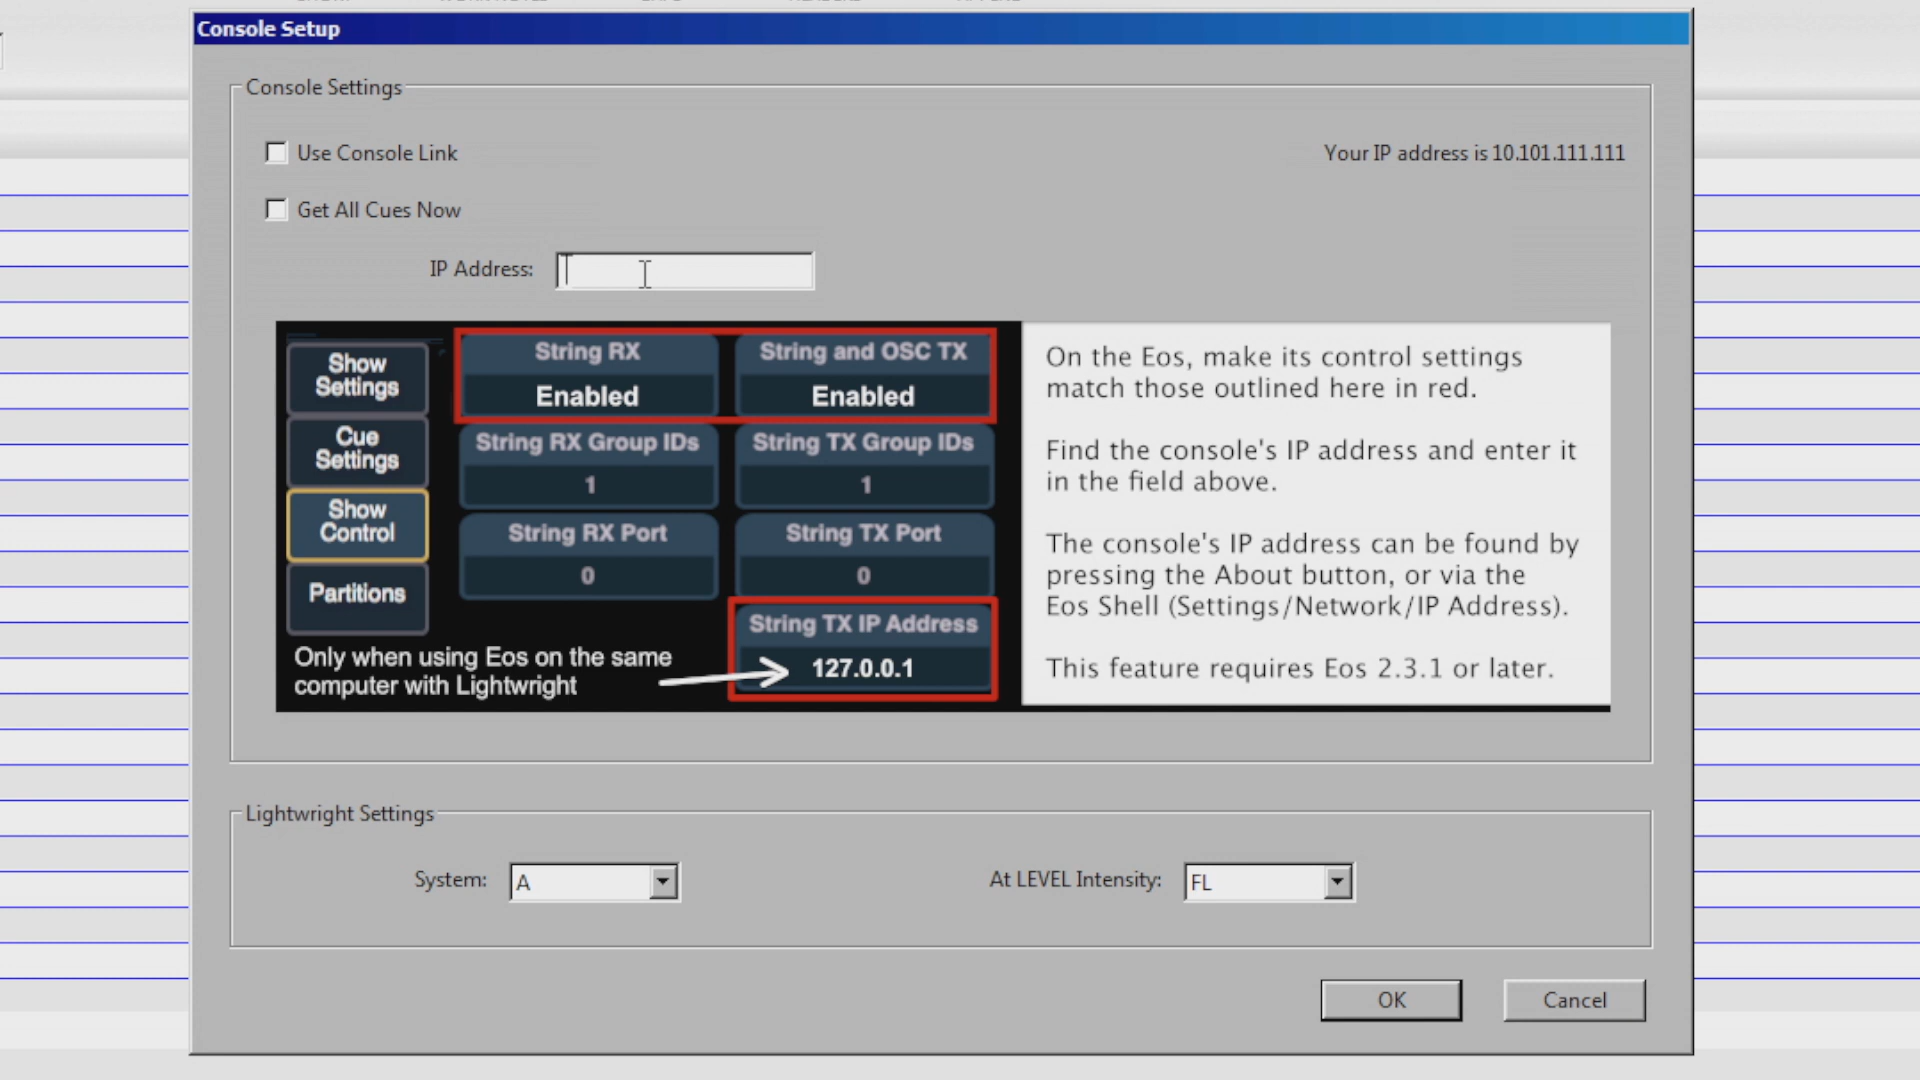 Console Setup
Console Settings
Use Console Link
Your IP address is 10.101.111.111
Get All Cues Now
IP Address:
Show
Settings
Cue
Settings
Show
Control
Partitions
String RX
Enabled
String and OSC TX
Enabled
String RX Group IDs
1
String TX Group IDs
1
String RX Port
0
String TX Port
0
String TX IP Address
127.0.0.1
Only when using Eos on the same
computer with Lightwright
On the Eos, make its control settings
match those outlined here in red.
Find the console's IP address and enter it
in the field above.
The console's IP address can be found by
pressing the About button, or via the
Eos Shell (Settings/Network/IP Address).
This feature requires Eos 2.3.1 or later.
Lightwright Settings
System:
A
At LEVEL Intensity:
FL
OK
Cancel